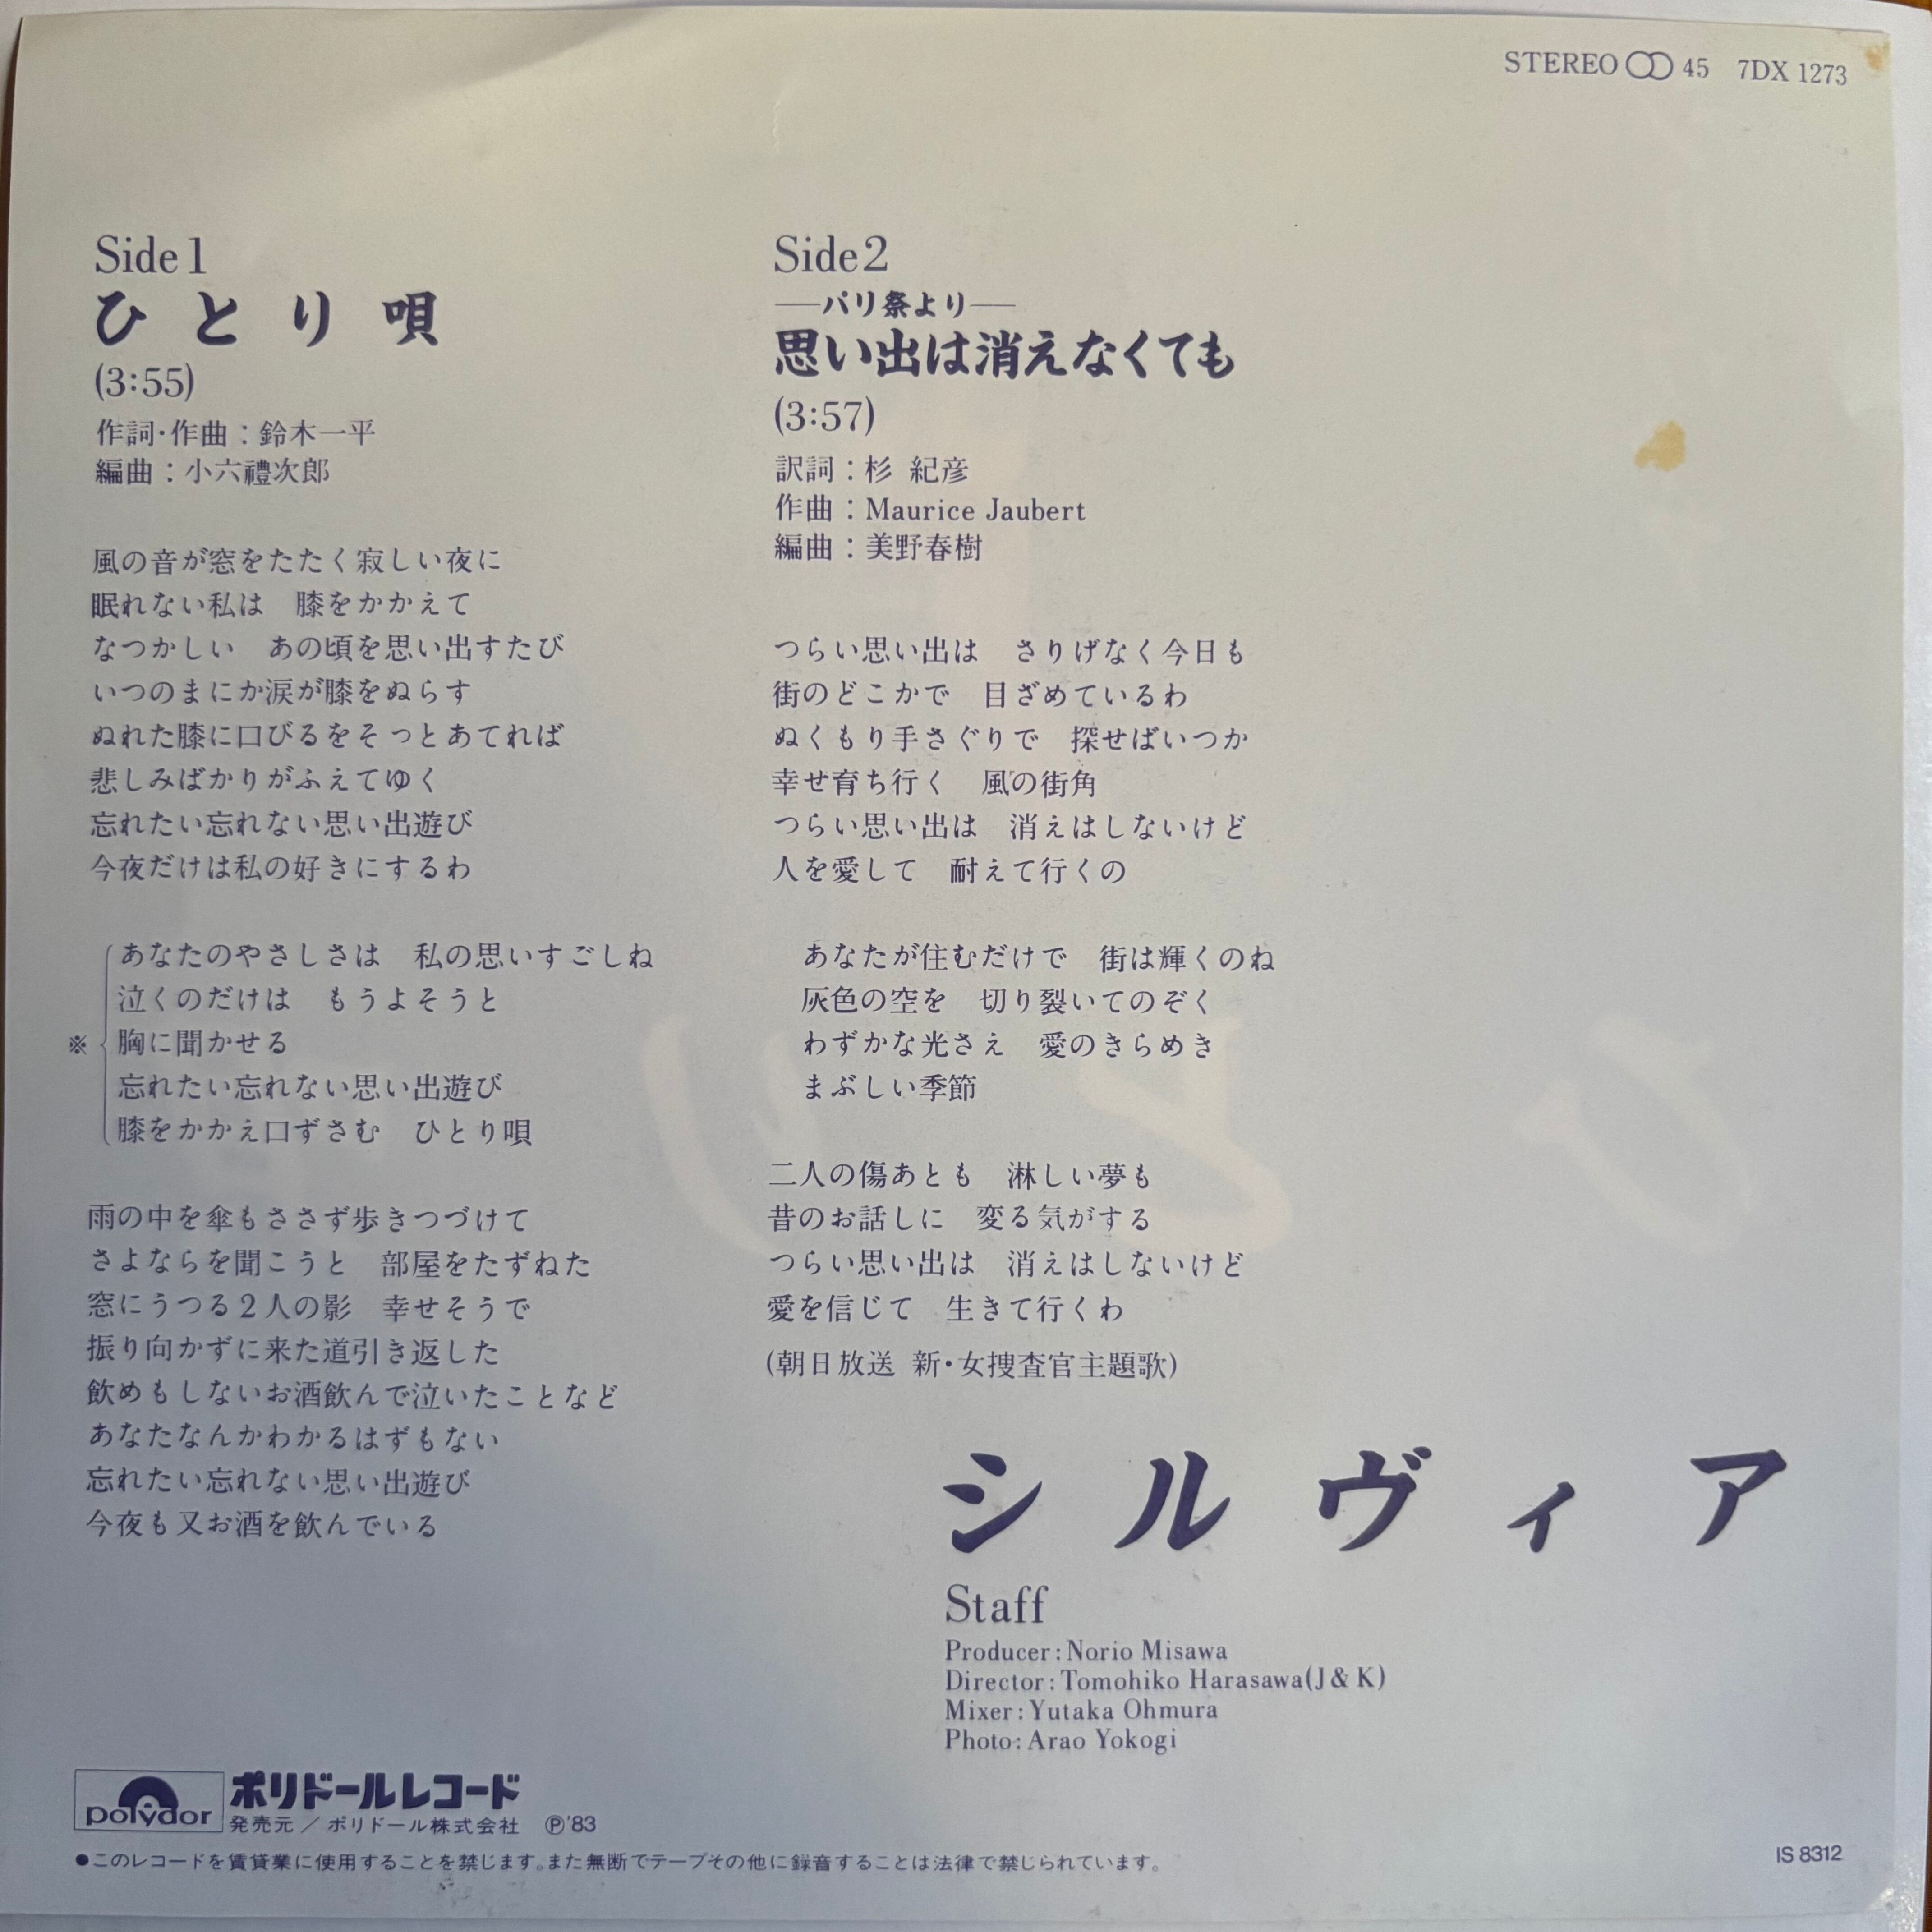 STEREO 45 7DX 1273
Side 1
ひとり唄
(3:55)
作詞・作曲：鈴木一平
編曲：小六禮次郎
風の音が窓をたたく寂しい夜に
眠れない私は　膝をかかえて
なつかしい　あの頃を思い出すたび
いつのまにか涙が膝をぬらす
ぬれた膝に口びるをそっとあてれば
悲しみばかりがふえてゆく
忘れたい忘れない思い出遊び
今夜だけは私の好きにするわ
あなたのやさしさは　私の思いすごしね
泣くのだけは　もうよそうと
※胸に聞かせる
忘れたい忘れない思い出遊び
膝をかかえ口ずさむ　ひとり唄
雨の中を傘もささず歩きつづけて
さよならを聞こうと　部屋をたずねた
窓にうつる２人の影　幸せそうで
振り向かずに来た道引き返した
飲めもしないお酒飲んで泣いたことなど
あなたなんかわかるはずもない
忘れたい忘れない思い出遊び
今夜も又お酒を飲んでいる
Side 2
—パリ祭より—
思い出は消えなくても
(3:57)
訳詞：杉 紀彦
作曲：Maurice Jaubert
編曲：美野春樹
つらい思い出は　さりげなく今日も
街のどこかで　目ざめているわ
ぬくもり手さぐりで　探せばいつか
幸せ育ち行く　風の街角
つらい思い出は　消えはしないけど
人を愛して　耐えて行くの
あなたが住むだけで　街は輝くのね
灰色の空を　切り裂いてのぞく
わずかな光さえ　愛のきらめき
まぶしい季節
二人の傷あとも　淋しい夢も
昔のお話しに　変る気がする
つらい思い出は　消えはしないけど
愛を信じて　生きて行くわ
(朝日放送 新・女捜査官主題歌)
シルヴィア
Staff
Producer:Norio Misawa
Director:Tomohiko Harasawa(J & K)
Mixer:Yutaka Ohmura
Photo:Arao Yokogi
polydor
ポリドールレコード
発売元／ポリドール株式会社　Ⓟ'83
●このレコードを賃貸業に使用することを禁じます。また無断でテープその他に録音することは法律で禁じられています。
IS 8312